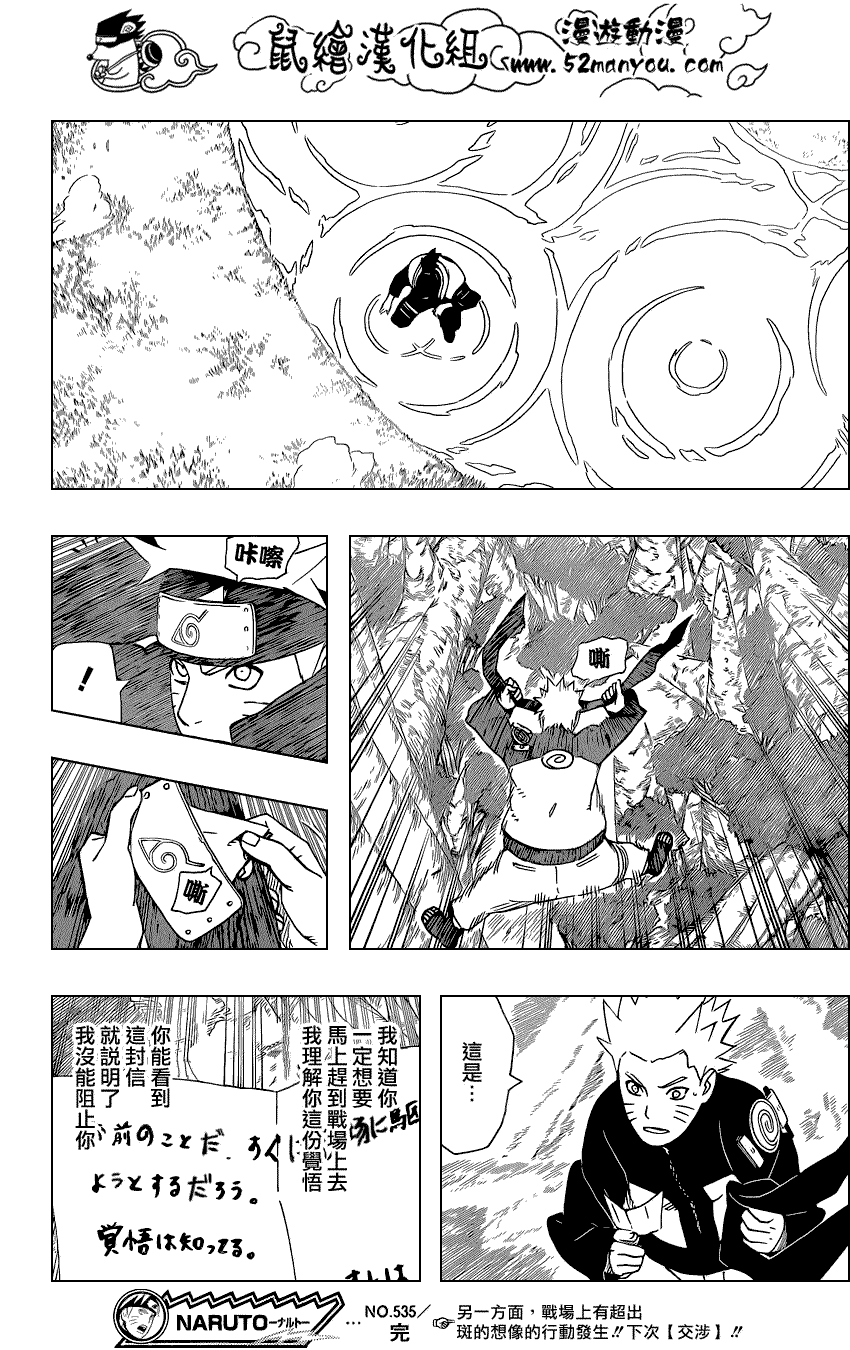 鼠繪漢化組
漫遊動漫
www.52manyou.com
嘶
咔嚓
！
嘶
這是…
我知道你
一定想要
馬上趕到戰場上去
我理解你這份覺悟
你能看到
這封信
就説明了
我沒能阻止你
前のことだ、すぐに
ようとするだろう。
覚悟は知ってる。
NARUTO―ナルト―
…
NO.535／
完
☞另一方面，戰場上有超出
斑的想像的行動發生!!下次【交涉】!!